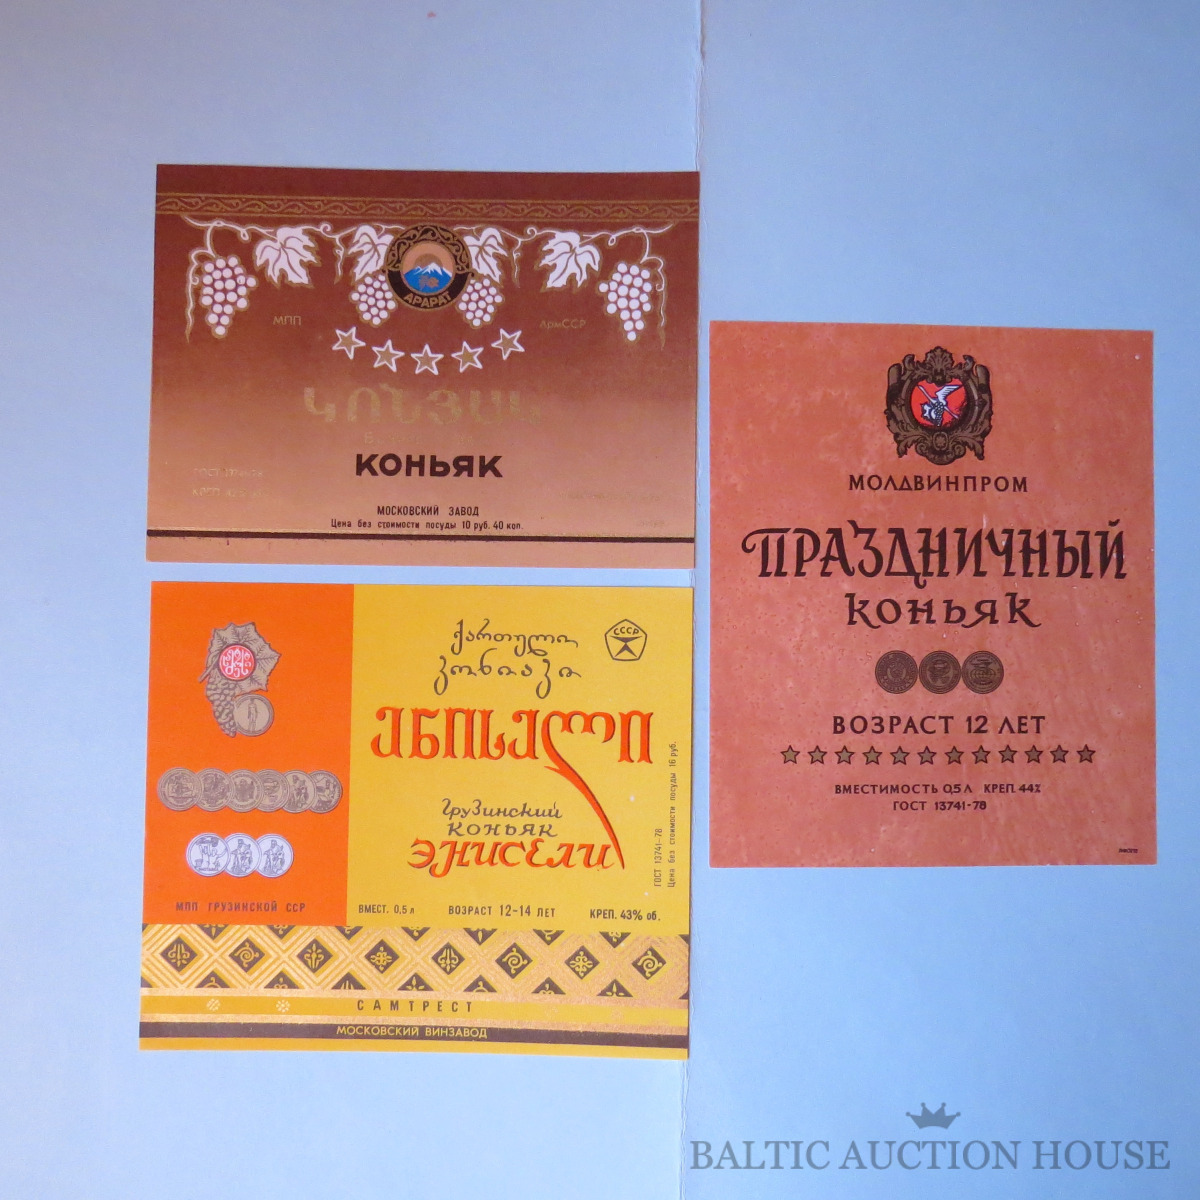 АРАРАТ
МПП
АрмССР
ԿՈՆՅԱԿ
КОНЬЯК
МОСКОВСКИЙ ЗАВОД
Цена без стоимости посуды 10 руб. 40 коп.
ქართული
კონიაკი
СССР
ენისელი
грузинский
коньяк
ЭНИСЕЛИ
ГОСТ 13741-78
Цена без стоимости посуды 16 руб.
МПП ГРУЗИНСКОЙ ССР
ВМЕСТ. 0,5 л
ВОЗРАСТ 12-14 ЛЕТ
КРЕП. 43% об.
САМТРЕСТ
МОСКОВСКИЙ ВИНЗАВОД
МОЛДВИНПРОМ
ПРАЗДНИЧНЫЙ
коньяк
ВОЗРАСТ 12 ЛЕТ
ВМЕСТИМОСТЬ 0,5 Л КРЕП. 44%
ГОСТ 13741-78
BALTIC AUCTION HOUSE